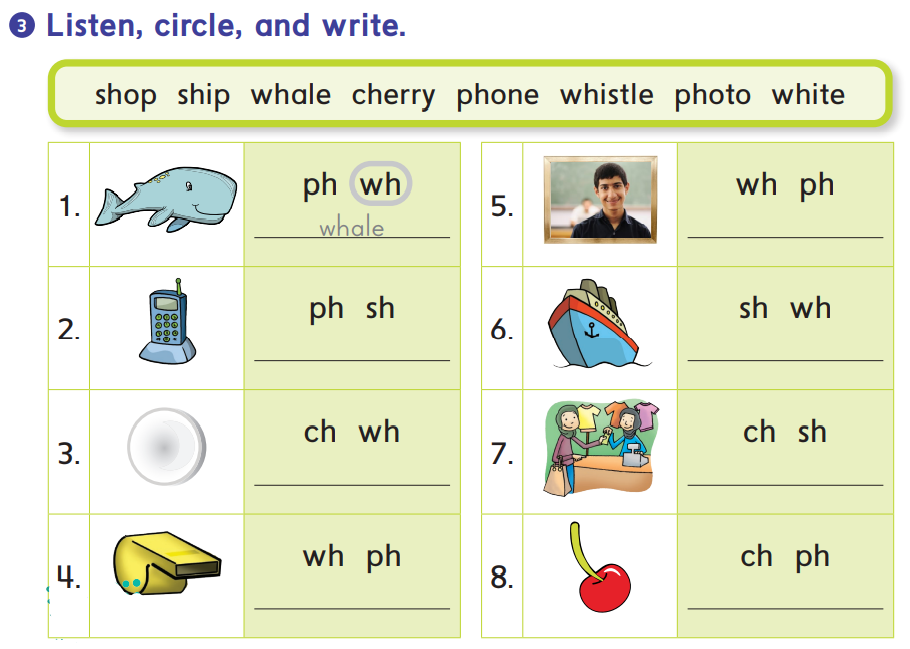 3 Listen, circle, and write.
shop ship whale cherry phone whistle photo white
1. ph wh
whale
2. ph sh
3. ch wh
4. wh ph
5. wh ph
6. sh wh
7. ch sh
8. ch ph